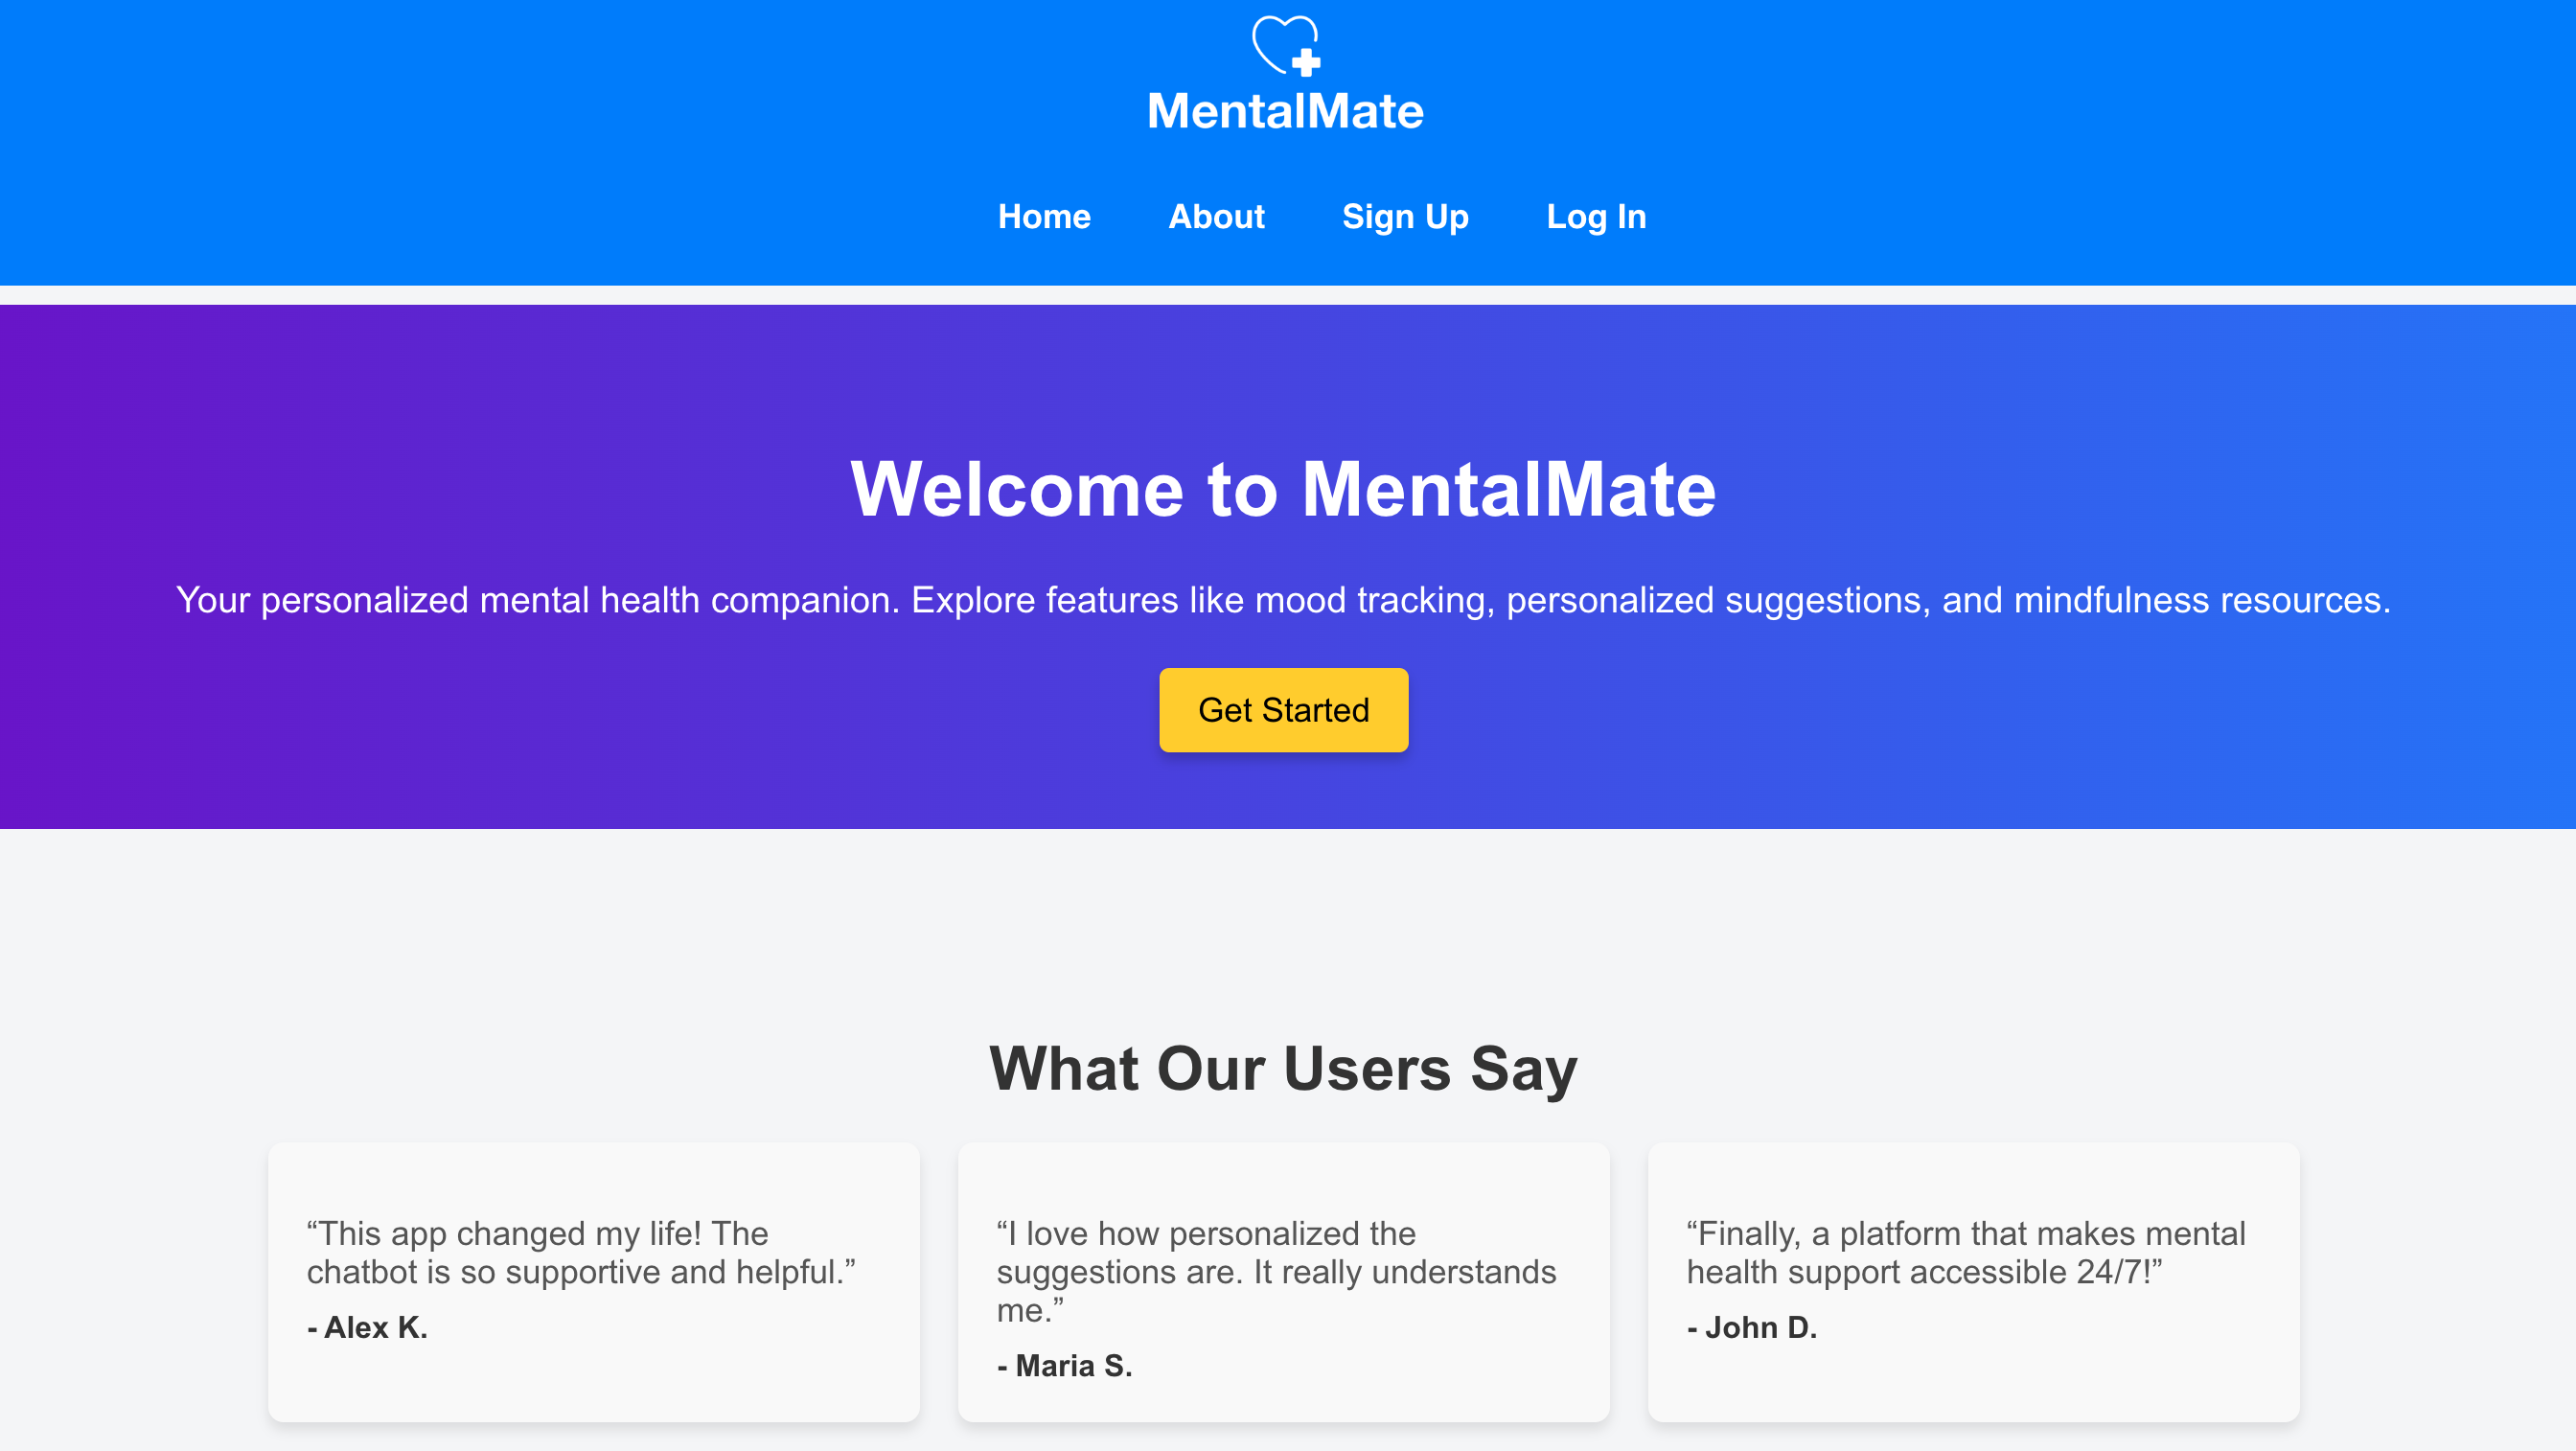 MentalMate
Home About Sign Up Log In
Welcome to MentalMate
Your personalized mental health companion. Explore features like mood tracking, personalized suggestions, and mindfulness resources.
Get Started
What Our Users Say
“This app changed my life! The
chatbot is so supportive and helpful.”
- Alex K.
“I love how personalized the
suggestions are. It really understands
me.”
- Maria S.
“Finally, a platform that makes mental
health support accessible 24/7!”
- John D.